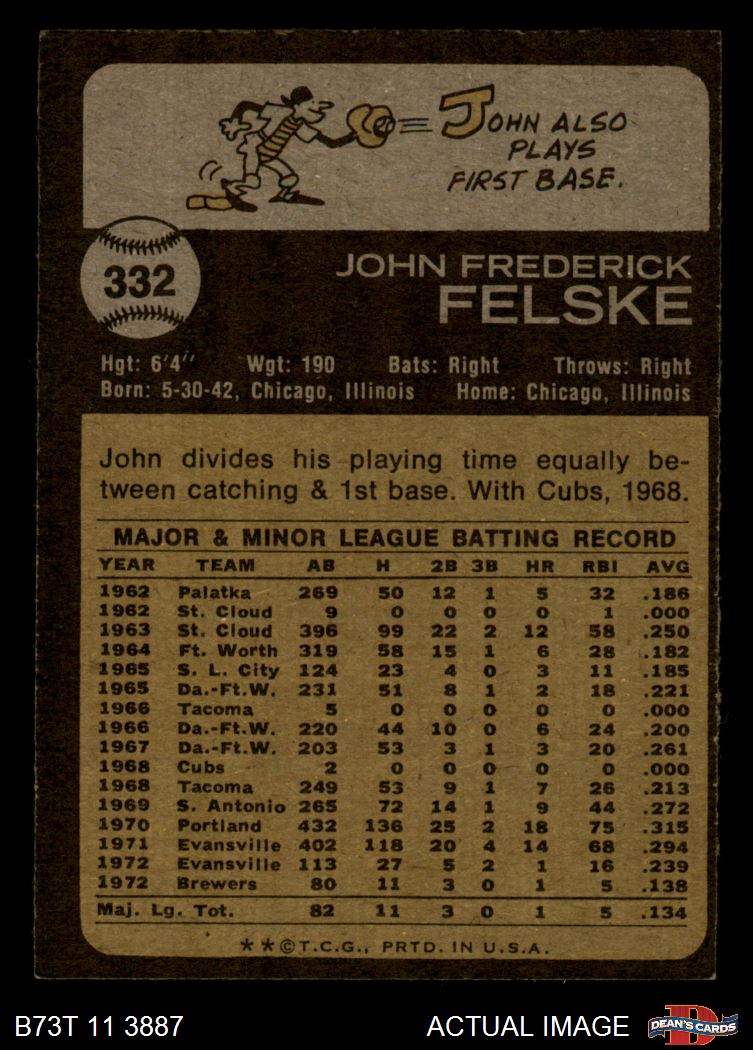 JOHN ALSO
PLAYS
FIRST BASE.
332
JOHN FREDERICK
FELSKE
Hgt: 6'4" Wgt: 190 Bats: Right Throws: Right
Born: 5-30-42, Chicago, Illinois Home: Chicago, Illinois
John divides his playing time equally be-
tween catching & 1st base. With Cubs, 1968.
MAJOR & MINOR LEAGUE BATTING RECORD
YEAR TEAM AB H 2B 3B HR RBI AVG
1962 Palatka 269 50 12 1 5 32 .186
1962 St. Cloud 9 0 0 0 0 1 .000
1963 St. Cloud 396 99 22 2 12 58 .250
1964 Ft. Worth 319 58 15 1 6 28 .182
1965 S. L. City 124 23 4 0 3 11 .185
1965 Da.-Ft.W. 231 51 8 1 2 18 .221
1966 Tacoma 5 0 0 0 0 0 .000
1966 Da.-Ft.W. 220 44 10 0 6 24 .200
1967 Da.-Ft.W. 203 53 3 1 3 20 .261
1968 Cubs 2 0 0 0 0 0 .000
1968 Tacoma 249 53 9 1 7 26 .213
1969 S. Antonio 265 72 14 1 9 44 .272
1970 Portland 432 136 25 2 18 75 .315
1971 Evansville 402 118 20 4 14 68 .294
1972 Evansville 113 27 5 2 1 16 .239
1972 Brewers 80 11 3 0 1 5 .138
Maj. Lg. Tot. 82 11 3 0 1 5 .134
**©T.C.G., PRTD. IN U.S.A.
B73T 11 3887 ACTUAL IMAGE D DEAN'S CARDS